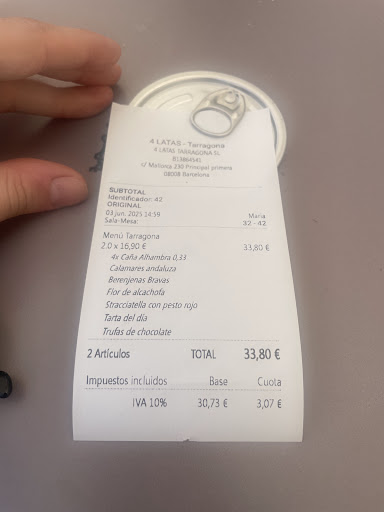 4 LATAS - Tarragona
4 LATAS TARRAGONA SL
B13864541
c/ Mallorca 230 Principal primera
08008 Barcelona
SUBTOTAL
Identificador: 42
ORIGINAL
03 jun. 2025 14:59 Maria
Sala-Mesa: 32 - 42
Menú Tarragona
2.0 x 16,90 € 33,80 €
4x Caña Alhambra 0,33
Calamares andaluza
Berenjenas Bravas
Flor de alcachofa
Stracciatella con pesto rojo
Tarta del día
Trufas de chocolate
2 Artículos TOTAL 33,80 €
Impuestos incluidos Base Cuota
IVA 10% 30,73 € 3,07 €